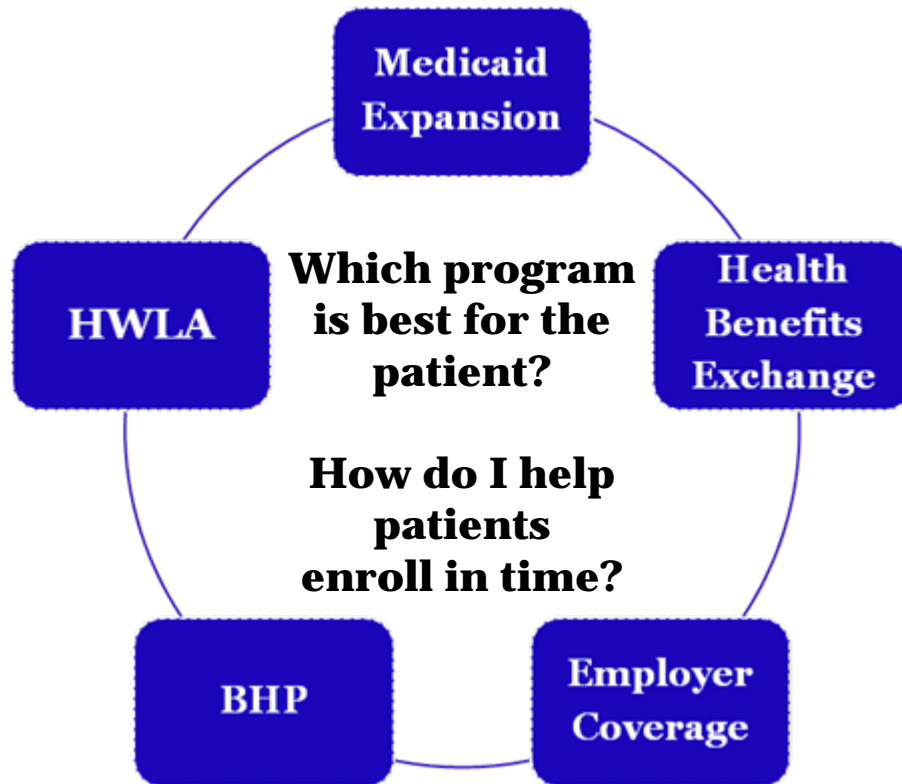 Medicaid
Expansion
Health
Benefits
Exchange
Employer
Coverage
BHP
HWLA
Which program
is best for the
patient?
How do I help
patients
enroll in time?